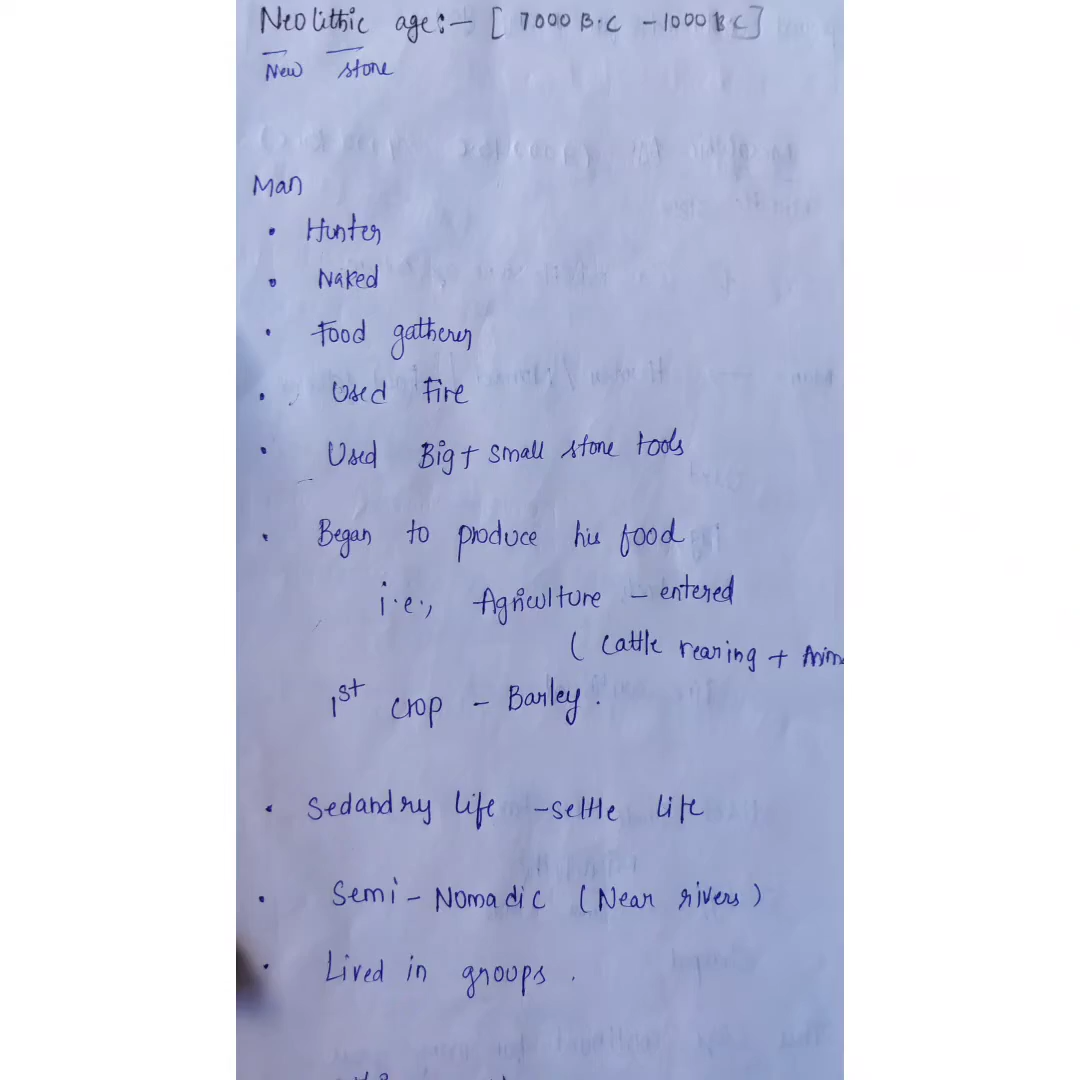 Neolithic age:- [ 7000 B.C - 1000 B.C ]
New stone
Man
• Hunter
• Naked
• Food gatherer
• Used Fire
• Used Big + small stone tools
• Began to produce his food
i.e., Agriculture - entered
( Cattle rearing + Anim
1st crop - Barley.
• Sedandry life - settle life
• Semi - Nomadic (Near rivers)
• Lived in groups.